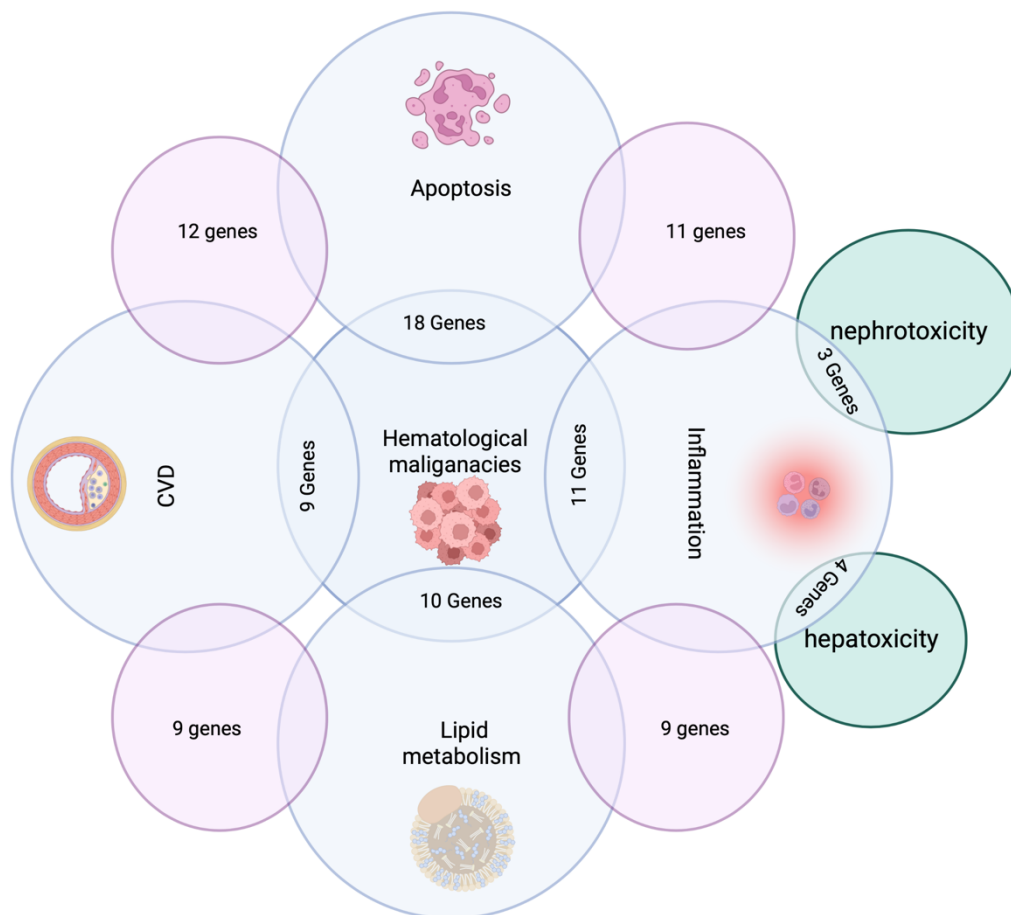 Apoptosis
12 genes
11 genes
18 Genes
nephrotoxicity
3 Genes
Hematological
maliganacies
9 Genes
11 Genes
CVD
Inflammation
4 Genes
10 Genes
hepatoxicity
9 genes
Lipid
metabolism
9 genes